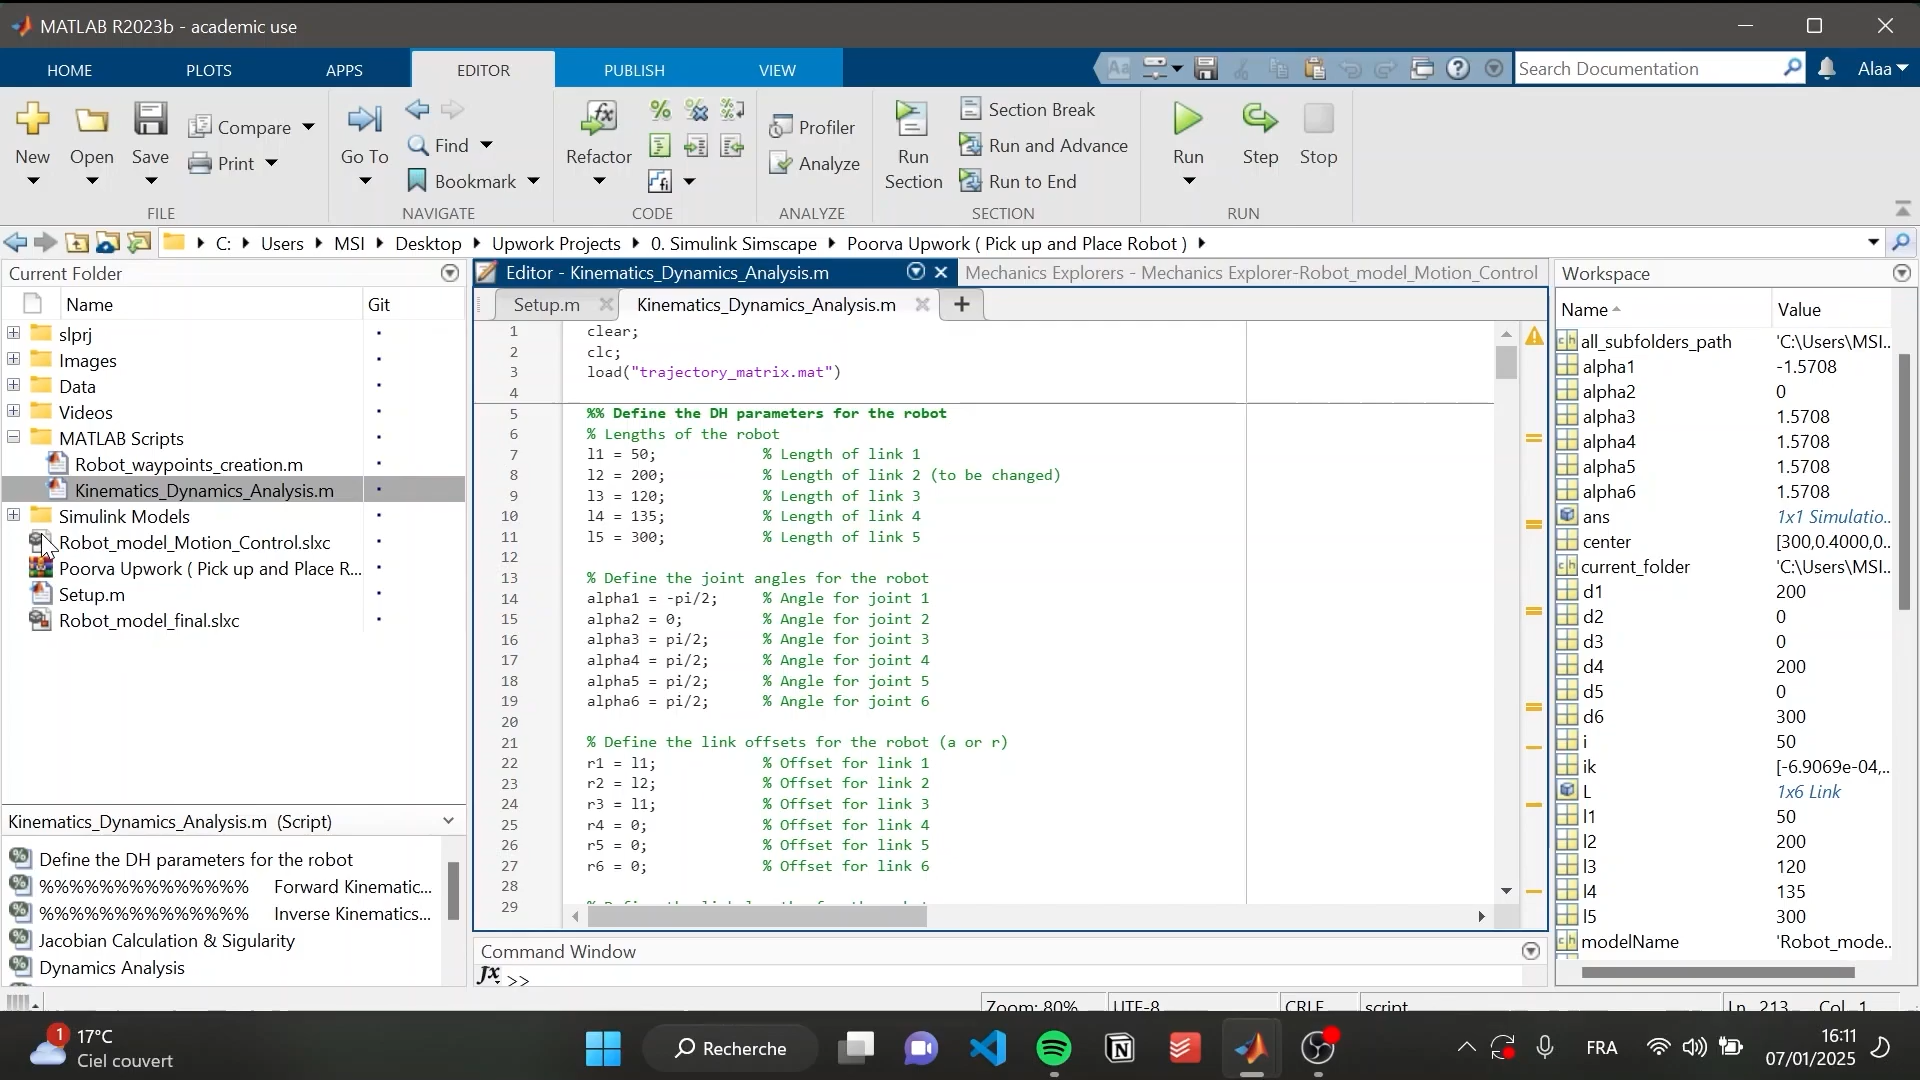 MATLAB R2023b - academic use
HOME PLOTS APPS EDITOR PUBLISH VIEW Search Documentation Alaa
New Open Save Compare Print
Go To Find Bookmark
Refactor
Profiler Analyze
Run Section
Section Break
Run and Advance
Run to End
Run Step Stop
FILE NAVIGATE CODE ANALYZE SECTION RUN
C: Users MSI Desktop Upwork Projects 0. Simulink Simscape Poorva Upwork ( Pick up and Place Robot )
Current Folder
Name Git
slprj
Images
Data
Videos
MATLAB Scripts
Robot_waypoints_creation.m
Kinematics_Dynamics_Analysis.m
Simulink Models
Robot_model_Motion_Control.slxc
Poorva Upwork ( Pick up and Place R...
Setup.m
Robot_model_final.slxc
Kinematics_Dynamics_Analysis.m (Script)
Define the DH parameters for the robot
%%%%%%%%%%%%%% Forward Kinematic...
%%%%%%%%%%%%%% Inverse Kinematics...
Jacobian Calculation & Sigularity
Dynamics Analysis
Editor - Kinematics_Dynamics_Analysis.m
Mechanics Explorers - Mechanics Explorer-Robot_model_Motion_Control
Setup.m Kinematics_Dynamics_Analysis.m
1 clear;
2 clc;
3 load("trajectory_matrix.mat")
4
5 %% Define the DH parameters for the robot
6 % Lengths of the robot
7 l1 = 50; % Length of link 1
8 l2 = 200; % Length of link 2 (to be changed)
9 l3 = 120; % Length of link 3
10 l4 = 135; % Length of link 4
11 l5 = 300; % Length of link 5
12
13 % Define the joint angles for the robot
14 alpha1 = -pi/2; % Angle for joint 1
15 alpha2 = 0; % Angle for joint 2
16 alpha3 = pi/2; % Angle for joint 3
17 alpha4 = pi/2; % Angle for joint 4
18 alpha5 = pi/2; % Angle for joint 5
19 alpha6 = pi/2; % Angle for joint 6
20
21 % Define the link offsets for the robot (a or r)
22 r1 = l1; % Offset for link 1
23 r2 = l2; % Offset for link 2
24 r3 = l1; % Offset for link 3
25 r4 = 0; % Offset for link 4
26 r5 = 0; % Offset for link 5
27 r6 = 0; % Offset for link 6
28
29
Command Window
fx >>
Zoom: 80% UTF-8 CRLF script Ln 213 Col 1
Workspace
Name Value
all_subfolders_path 'C:\Users\MSI...
alpha1 -1.5708
alpha2 0
alpha3 1.5708
alpha4 1.5708
alpha5 1.5708
alpha6 1.5708
ans 1x1 Simulatio...
center [300,0.4000,0...
current_folder 'C:\Users\MSI...
d1 200
d2 0
d3 0
d4 200
d5 0
d6 300
i 50
ik [-6.9069e-04,...
L 1x6 Link
l1 50
l2 200
l3 120
l4 135
l5 300
modelName 'Robot_mode...
1
17°C
Ciel couvert
Recherche
FRA
16:11
07/01/2025